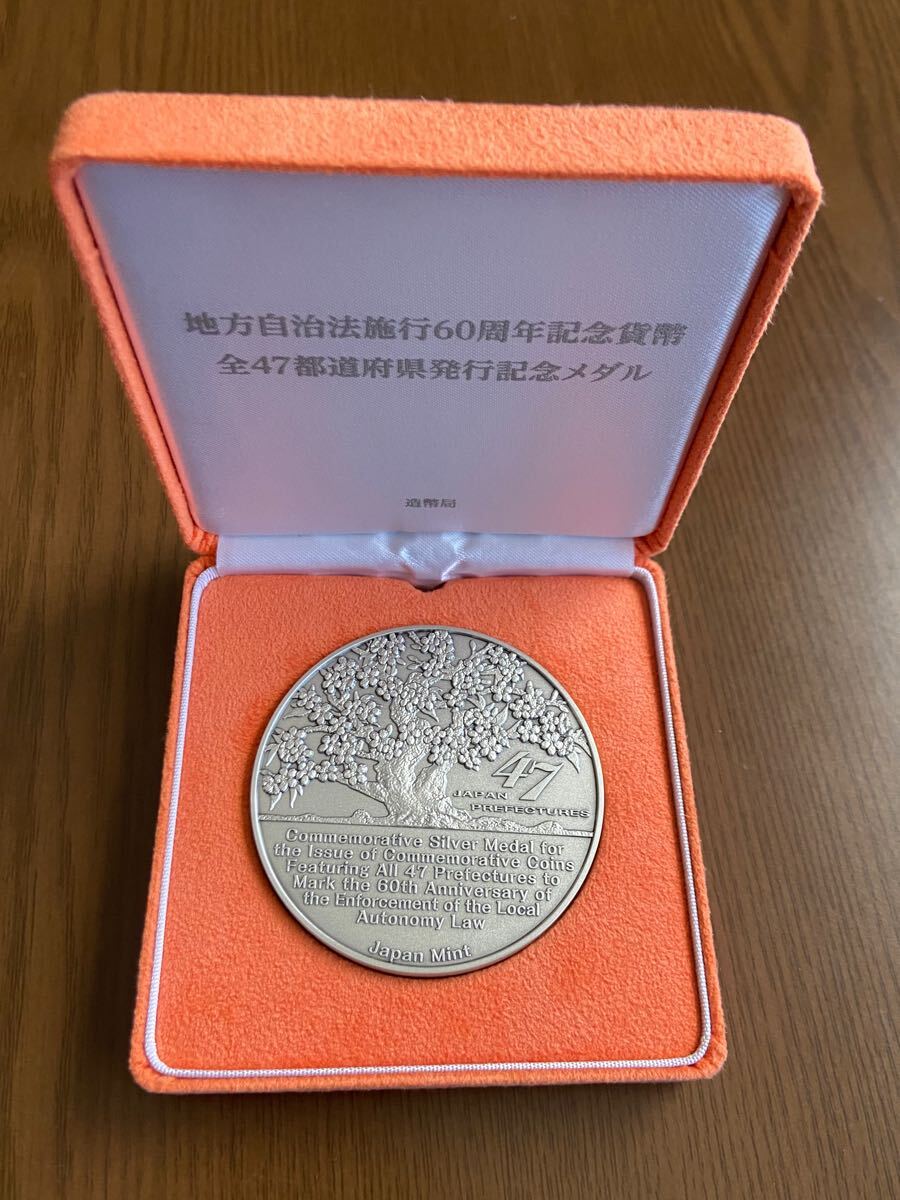 地方自治法施行60周年記念貨幣
全47都道府県発行記念メダル
造幣局
47
JAPAN
PREFECTURES
Commemorative Silver Medal for
the Issue of Commemorative Coins
Featuring All 47 Prefectures to
Mark the 60th Anniversary of
the Enforcement of the Local
Autonomy Law
Japan Mint